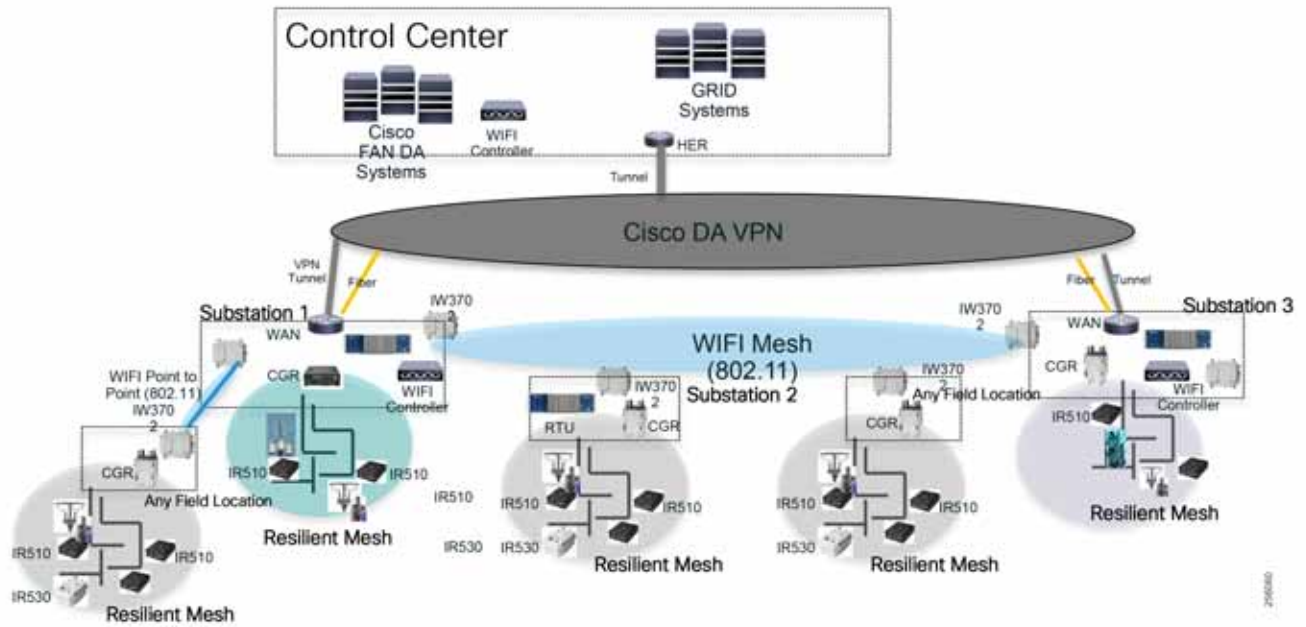 Control Center
GRID
Systems
Cisco
FAN DA
Systems
WIFI
Controller
HER
Tunnel
Cisco DA VPN
VPN
Tunnel
Fiber
Fiber
Tunnel
Substation 1
IW370
2
IW370
2
Substation 3
WAN
WAN
WIFI Mesh
(802.11)
WIFI Point to
Point (802.11)
CGR
WIFI
Controller
IW370
2
Substation 2
IW370
2
Any Field Location
CGR
WIFI
Controller
IW370
2
RTU
CGR
CGR
IR510
CGR
Any Field Location
IR510
IR510
IR510
IR510
IR510
IR510
IR510
Resilient Mesh
Resilient Mesh
IR510
IR510
IR530
IR530
IR530
Resilient Mesh
Resilient Mesh
IR530
Resilient Mesh
256060